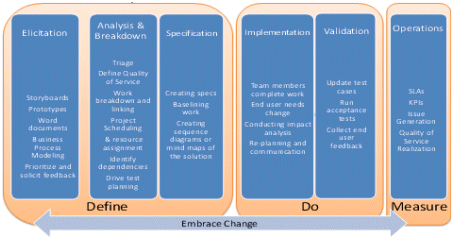 Elicitation
Storyboards
Prototypes
Word
documents
Business
Process
Modeling
Prioritize and
solicit feedback
Analysis &
Breakdown
Triage
Define Quality
of Service
Work
breakdown and
linking
Project
Scheduling
& resource
assignment
Identify
dependencies
Drive test
planning
Specification
Creating specs
Baselining
work
Creating
sequence
diagrams or
mind maps of
the solution
Define
Implementation
Team members
complete work
End user needs
change
Conducting impact
analysis
Re-planning and
communication
Validation
Update test
cases
Run
acceptance
tests
Collect end
user
feedback
Do
Operations
SLAs
KPIs
Issue
Generation
Quality of
Service
Realization
Measure
Embrace Change